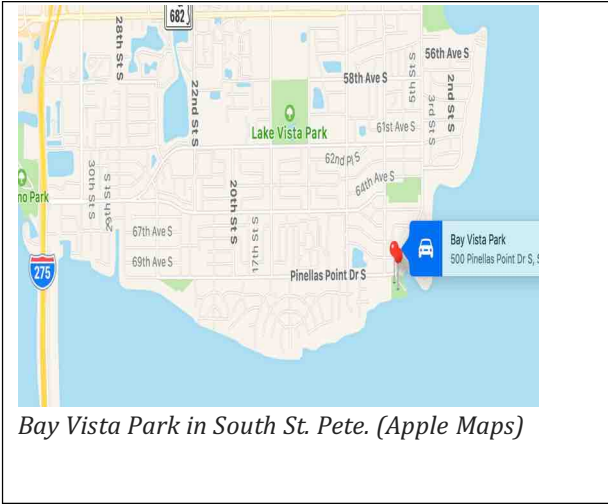 682
28th St S
22nd St S
58th Ave S
56th Ave S
5th St S
3rd St S
2nd St S
Lake Vista Park
61st Ave S
62nd Pl S
64th Ave S
no Park
30th St S
20th St S
17th St S
67th Ave S
69th Ave S
275
Pinellas Point Dr S
Bay Vista Park
500 Pinellas Point Dr S,
Bay Vista Park in South St. Pete. (Apple Maps)